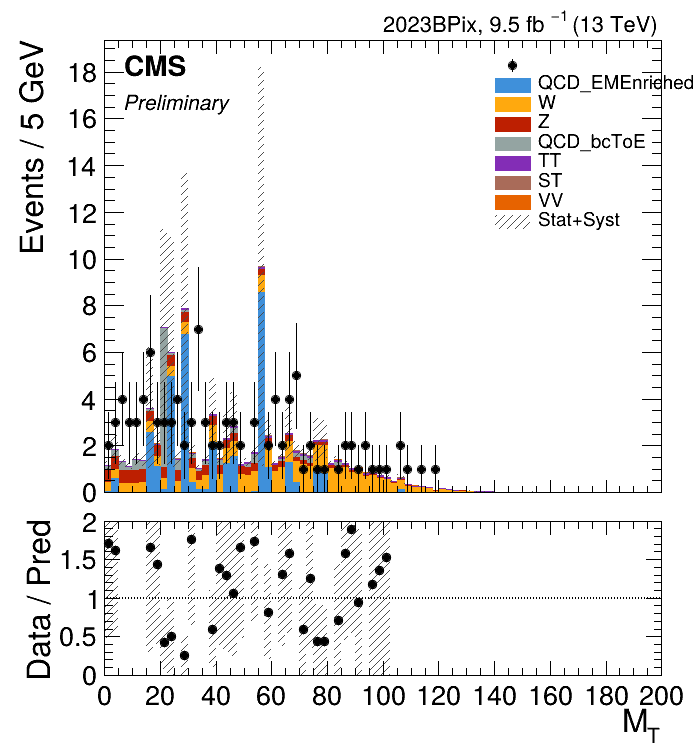 2023BPix, 9.5 fb⁻¹ (13 TeV)
CMS
Preliminary
QCD_EMEnriched
W
Z
QCD_bcToE
TT
ST
VV
Stat+Syst
Events / 5 GeV
18
16
14
12
10
8
6
4
2
0
Data / Pred
2
1.5
1
0.5
0
0 20 40 60 80 100 120 140 160 180 200
M_T